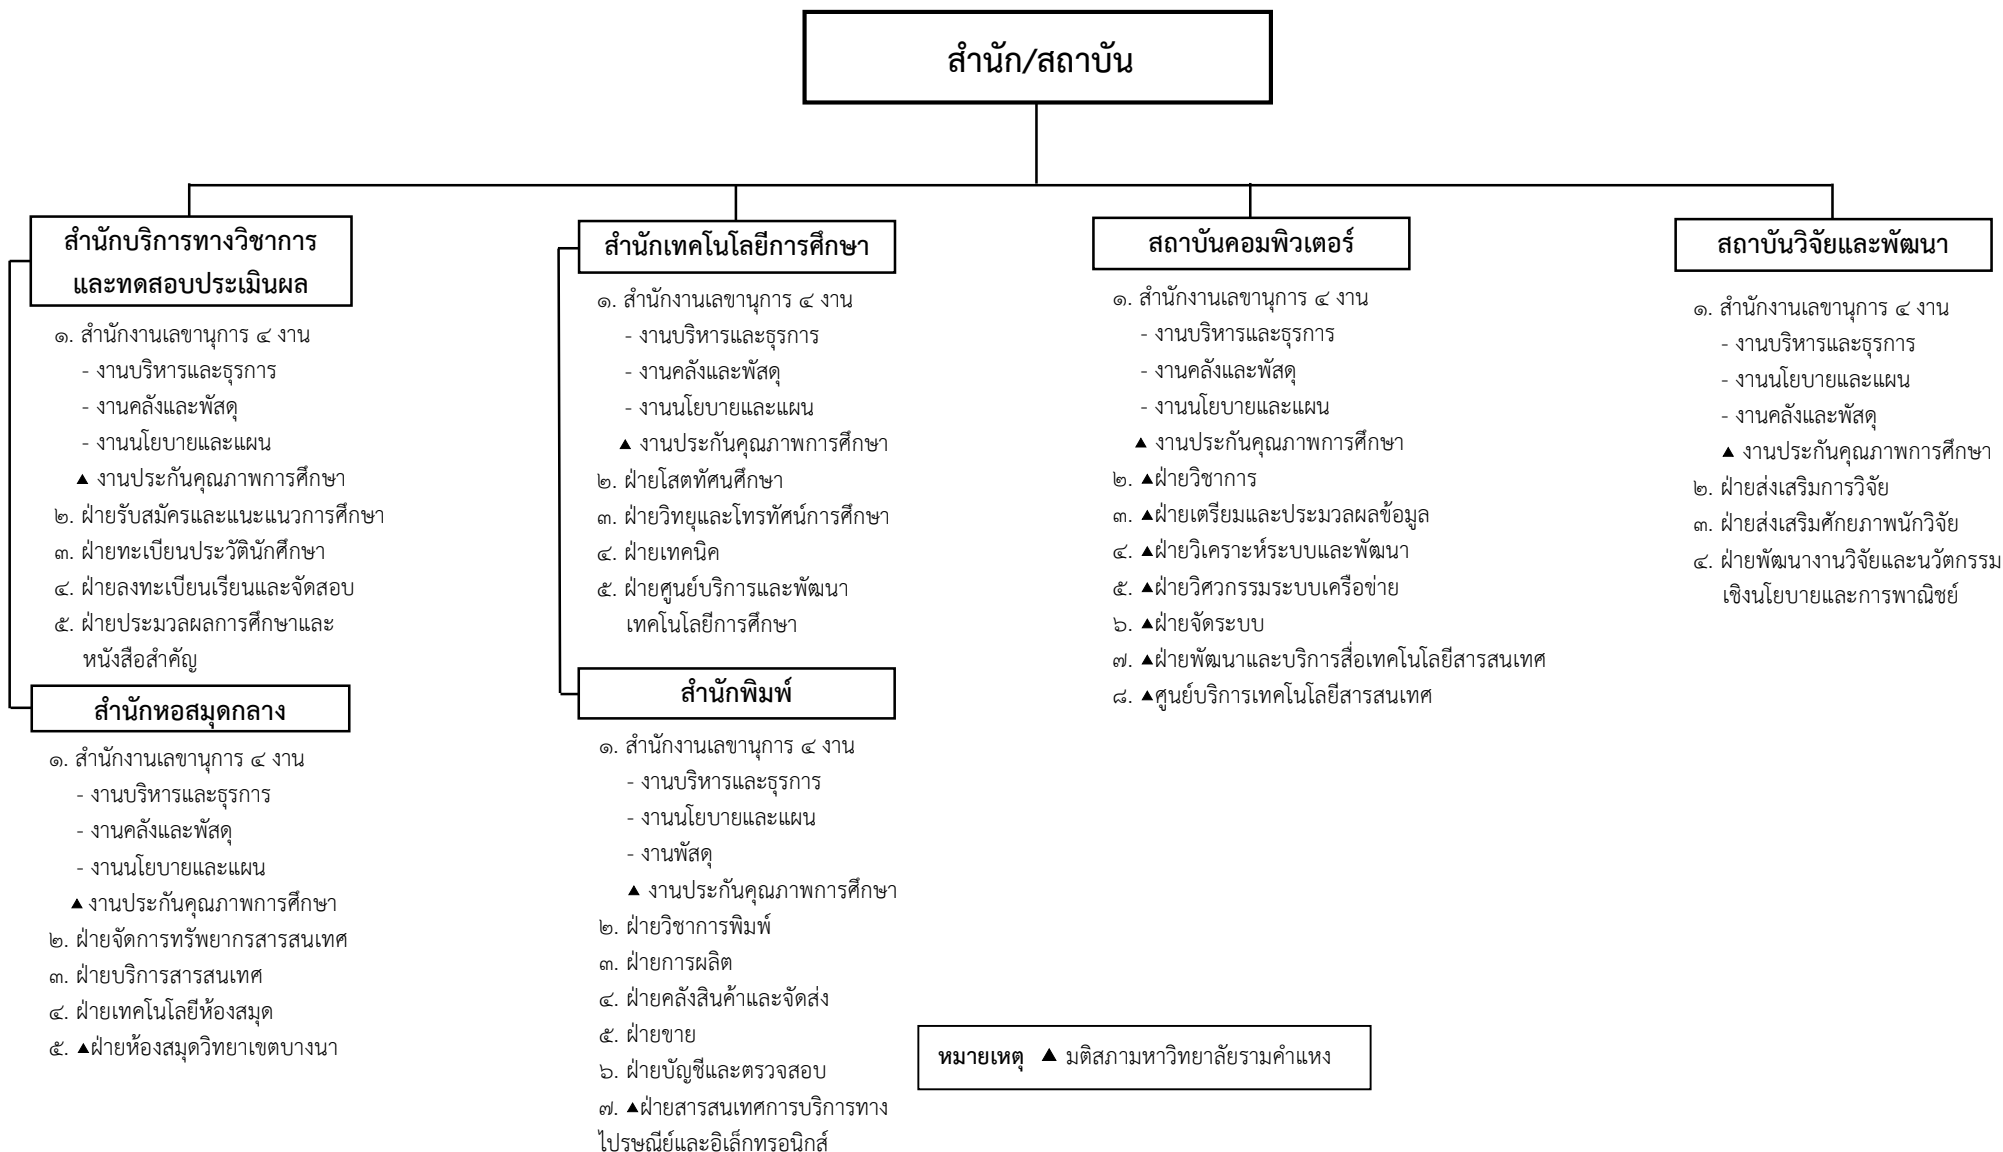 สำนัก/สถาบัน
สำนักบริการทางวิชาการ
และทดสอบประเมินผล
๑. สำนักงานเลขานุการ ๔ งาน
- งานบริหารและธุรการ
- งานคลังและพัสดุ
- งานนโยบายและแผน
▲ งานประกันคุณภาพการศึกษา
๒. ฝ่ายรับสมัครและแนะแนวการศึกษา
๓. ฝ่ายทะเบียนประวัตินักศึกษา
๔. ฝ่ายลงทะเบียนเรียนและจัดสอบ
๕. ฝ่ายประมวลผลการศึกษาและ
หนังสือสำคัญ
สำนักหอสมุดกลาง
๑. สำนักงานเลขานุการ ๔ งาน
- งานบริหารและธุรการ
- งานคลังและพัสดุ
- งานนโยบายและแผน
▲ งานประกันคุณภาพการศึกษา
๒. ฝ่ายจัดการทรัพยากรสารสนเทศ
๓. ฝ่ายบริการสารสนเทศ
๔. ฝ่ายเทคโนโลยีห้องสมุด
๕. ▲ฝ่ายห้องสมุดวิทยาเขตบางนา
สำนักเทคโนโลยีการศึกษา
๑. สำนักงานเลขานุการ ๔ งาน
- งานบริหารและธุรการ
- งานคลังและพัสดุ
- งานนโยบายและแผน
▲ งานประกันคุณภาพการศึกษา
๒. ฝ่ายโสตทัศนศึกษา
๓. ฝ่ายวิทยุและโทรทัศน์การศึกษา
๔. ฝ่ายเทคนิค
๕. ฝ่ายศูนย์บริการและพัฒนา
เทคโนโลยีการศึกษา
สำนักพิมพ์
๑. สำนักงานเลขานุการ ๔ งาน
- งานบริหารและธุรการ
- งานนโยบายและแผน
- งานพัสดุ
▲ งานประกันคุณภาพการศึกษา
๒. ฝ่ายวิชาการพิมพ์
๓. ฝ่ายการผลิต
๔. ฝ่ายคลังสินค้าและจัดส่ง
๕. ฝ่ายขาย
๖. ฝ่ายบัญชีและตรวจสอบ
๗. ▲ฝ่ายสารสนเทศการบริการทาง
ไปรษณีย์และอิเล็กทรอนิกส์
สถาบันคอมพิวเตอร์
๑. สำนักงานเลขานุการ ๔ งาน
- งานบริหารและธุรการ
- งานคลังและพัสดุ
- งานนโยบายและแผน
▲ งานประกันคุณภาพการศึกษา
๒. ▲ฝ่ายวิชาการ
๓. ▲ฝ่ายเตรียมและประมวลผลข้อมูล
๔. ▲ฝ่ายวิเคราะห์ระบบและพัฒนา
๕. ▲ฝ่ายวิศวกรรมระบบเครือข่าย
๖. ▲ฝ่ายจัดระบบ
๗. ▲ฝ่ายพัฒนาและบริการสื่อเทคโนโลยีสารสนเทศ
๘. ▲ศูนย์บริการเทคโนโลยีสารสนเทศ
สถาบันวิจัยและพัฒนา
๑. สำนักงานเลขานุการ ๔ งาน
- งานบริหารและธุรการ
- งานนโยบายและแผน
- งานคลังและพัสดุ
▲ งานประกันคุณภาพการศึกษา
๒. ฝ่ายส่งเสริมการวิจัย
๓. ฝ่ายส่งเสริมศักยภาพนักวิจัย
๔. ฝ่ายพัฒนางานวิจัยและนวัตกรรม
เชิงนโยบายและการพาณิชย์
หมายเหตุ ▲ มติสภามหาวิทยาลัยรามคำแหง